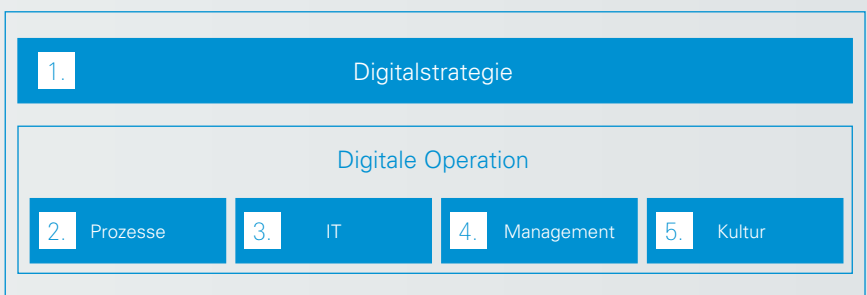 1. Digitalstrategie
Digitale Operation
2. Prozesse
3. IT
4. Management
5. Kultur